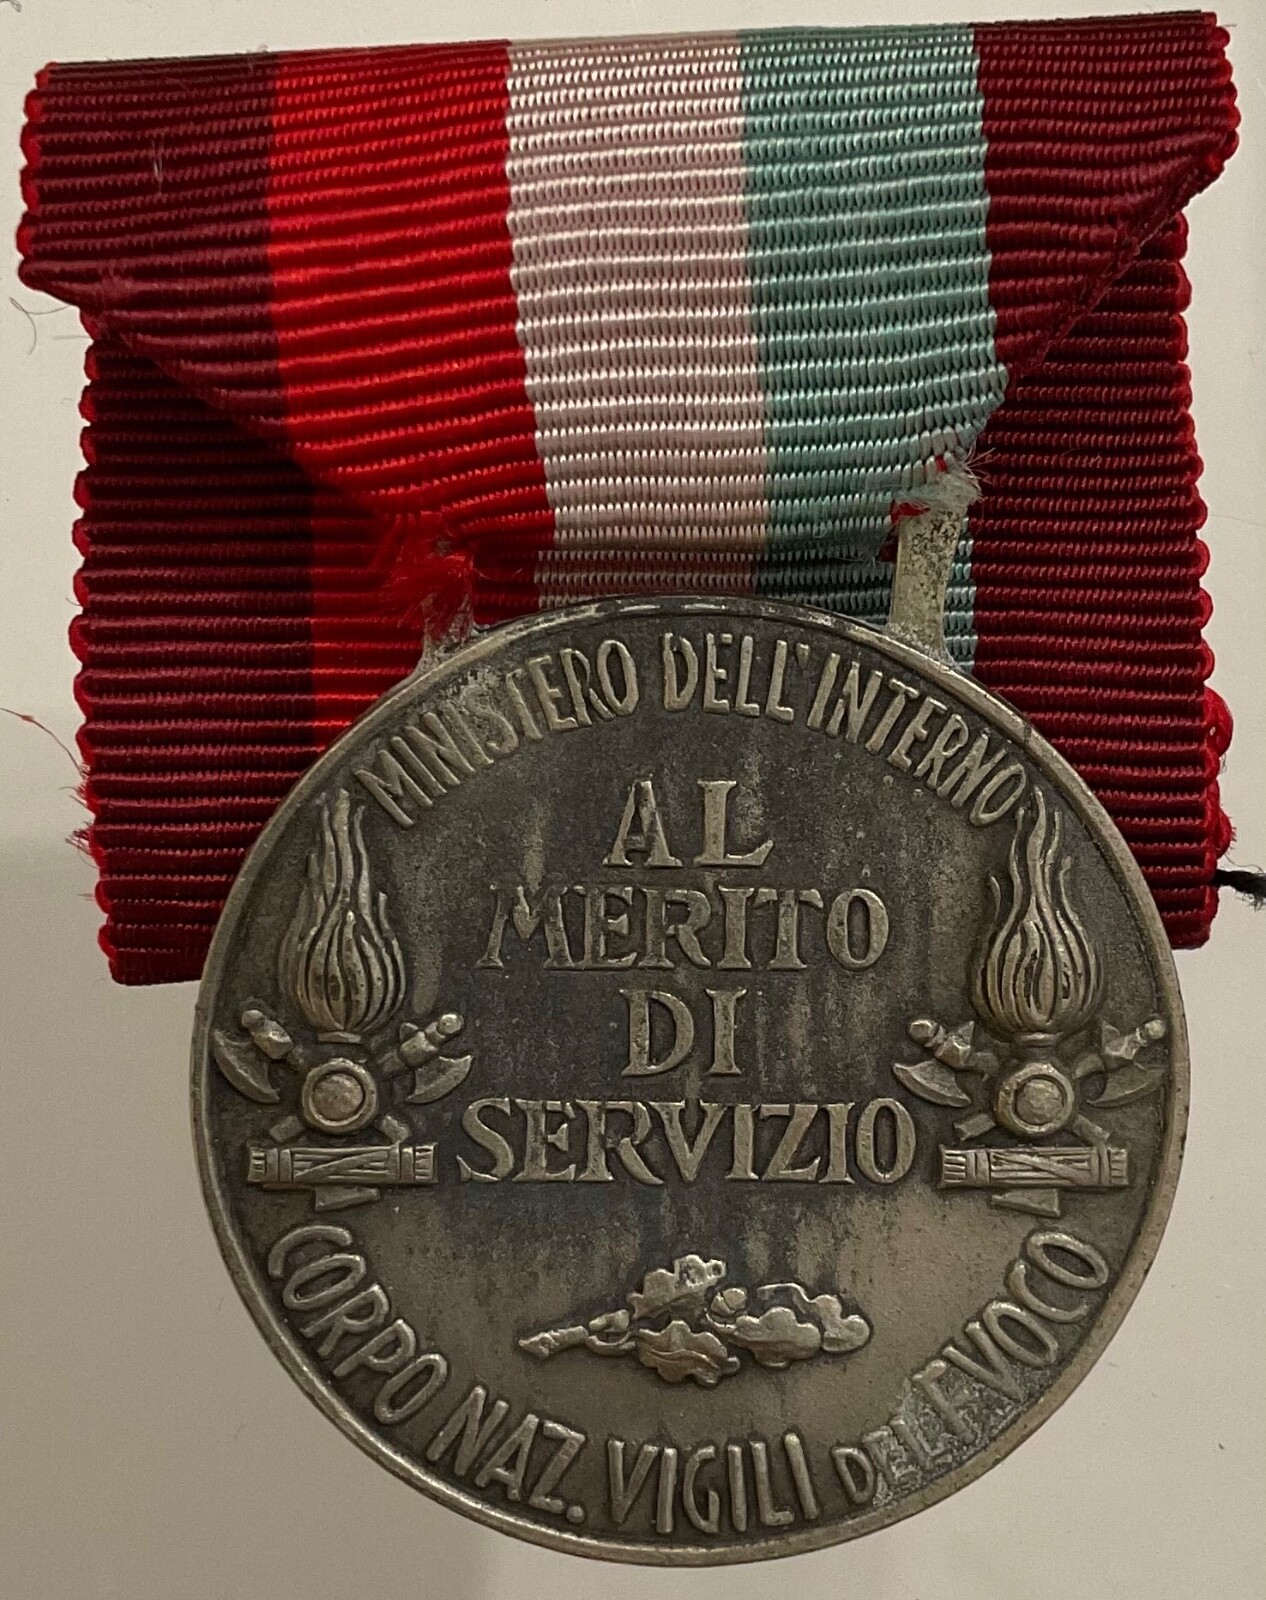 MINISTERO DELL'INTERNO
AL
MERITO
DI
SERVIZIO
CORPO NAZ. VIGILI DEL FVOCO